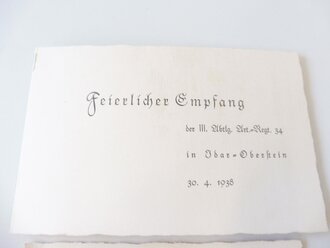 Feierlicher Empfang
der III. Abtlg. Art.-Regt. 34
in Idar-Oberstein
30. 4. 1938